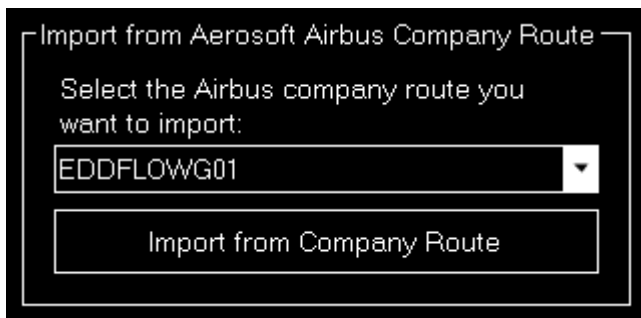 Import from Aerosoft Airbus Company Route
Select the Airbus company route you
want to import:
EDDFLOWG01
Import from Company Route